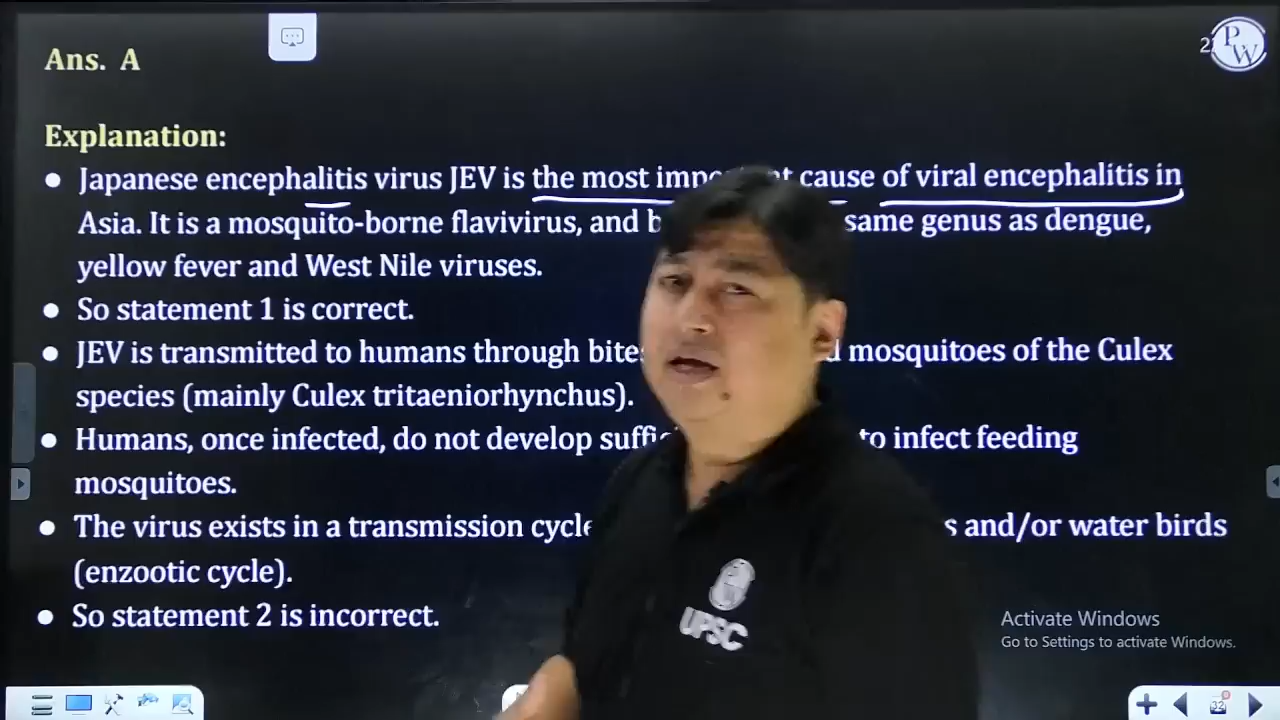 Ans. A
2
PW
Explanation:
● Japanese encephalitis virus JEV is the most cause of viral encephalitis in
Asia. It is a mosquito-borne flavivirus, and same genus as dengue,
yellow fever and West Nile viruses.
● So statement 1 is correct.
● JEV is transmitted to humans through mosquitoes of the Culex
species (mainly Culex tritaeniorhynchus).
● Humans, once infected, do not develop to infect feeding
mosquitoes.
● The virus exists in a transmission and/or water birds
(enzootic cycle).
● So statement 2 is incorrect.
UPSC
Activate Windows
Go to Settings to activate Windows.
32